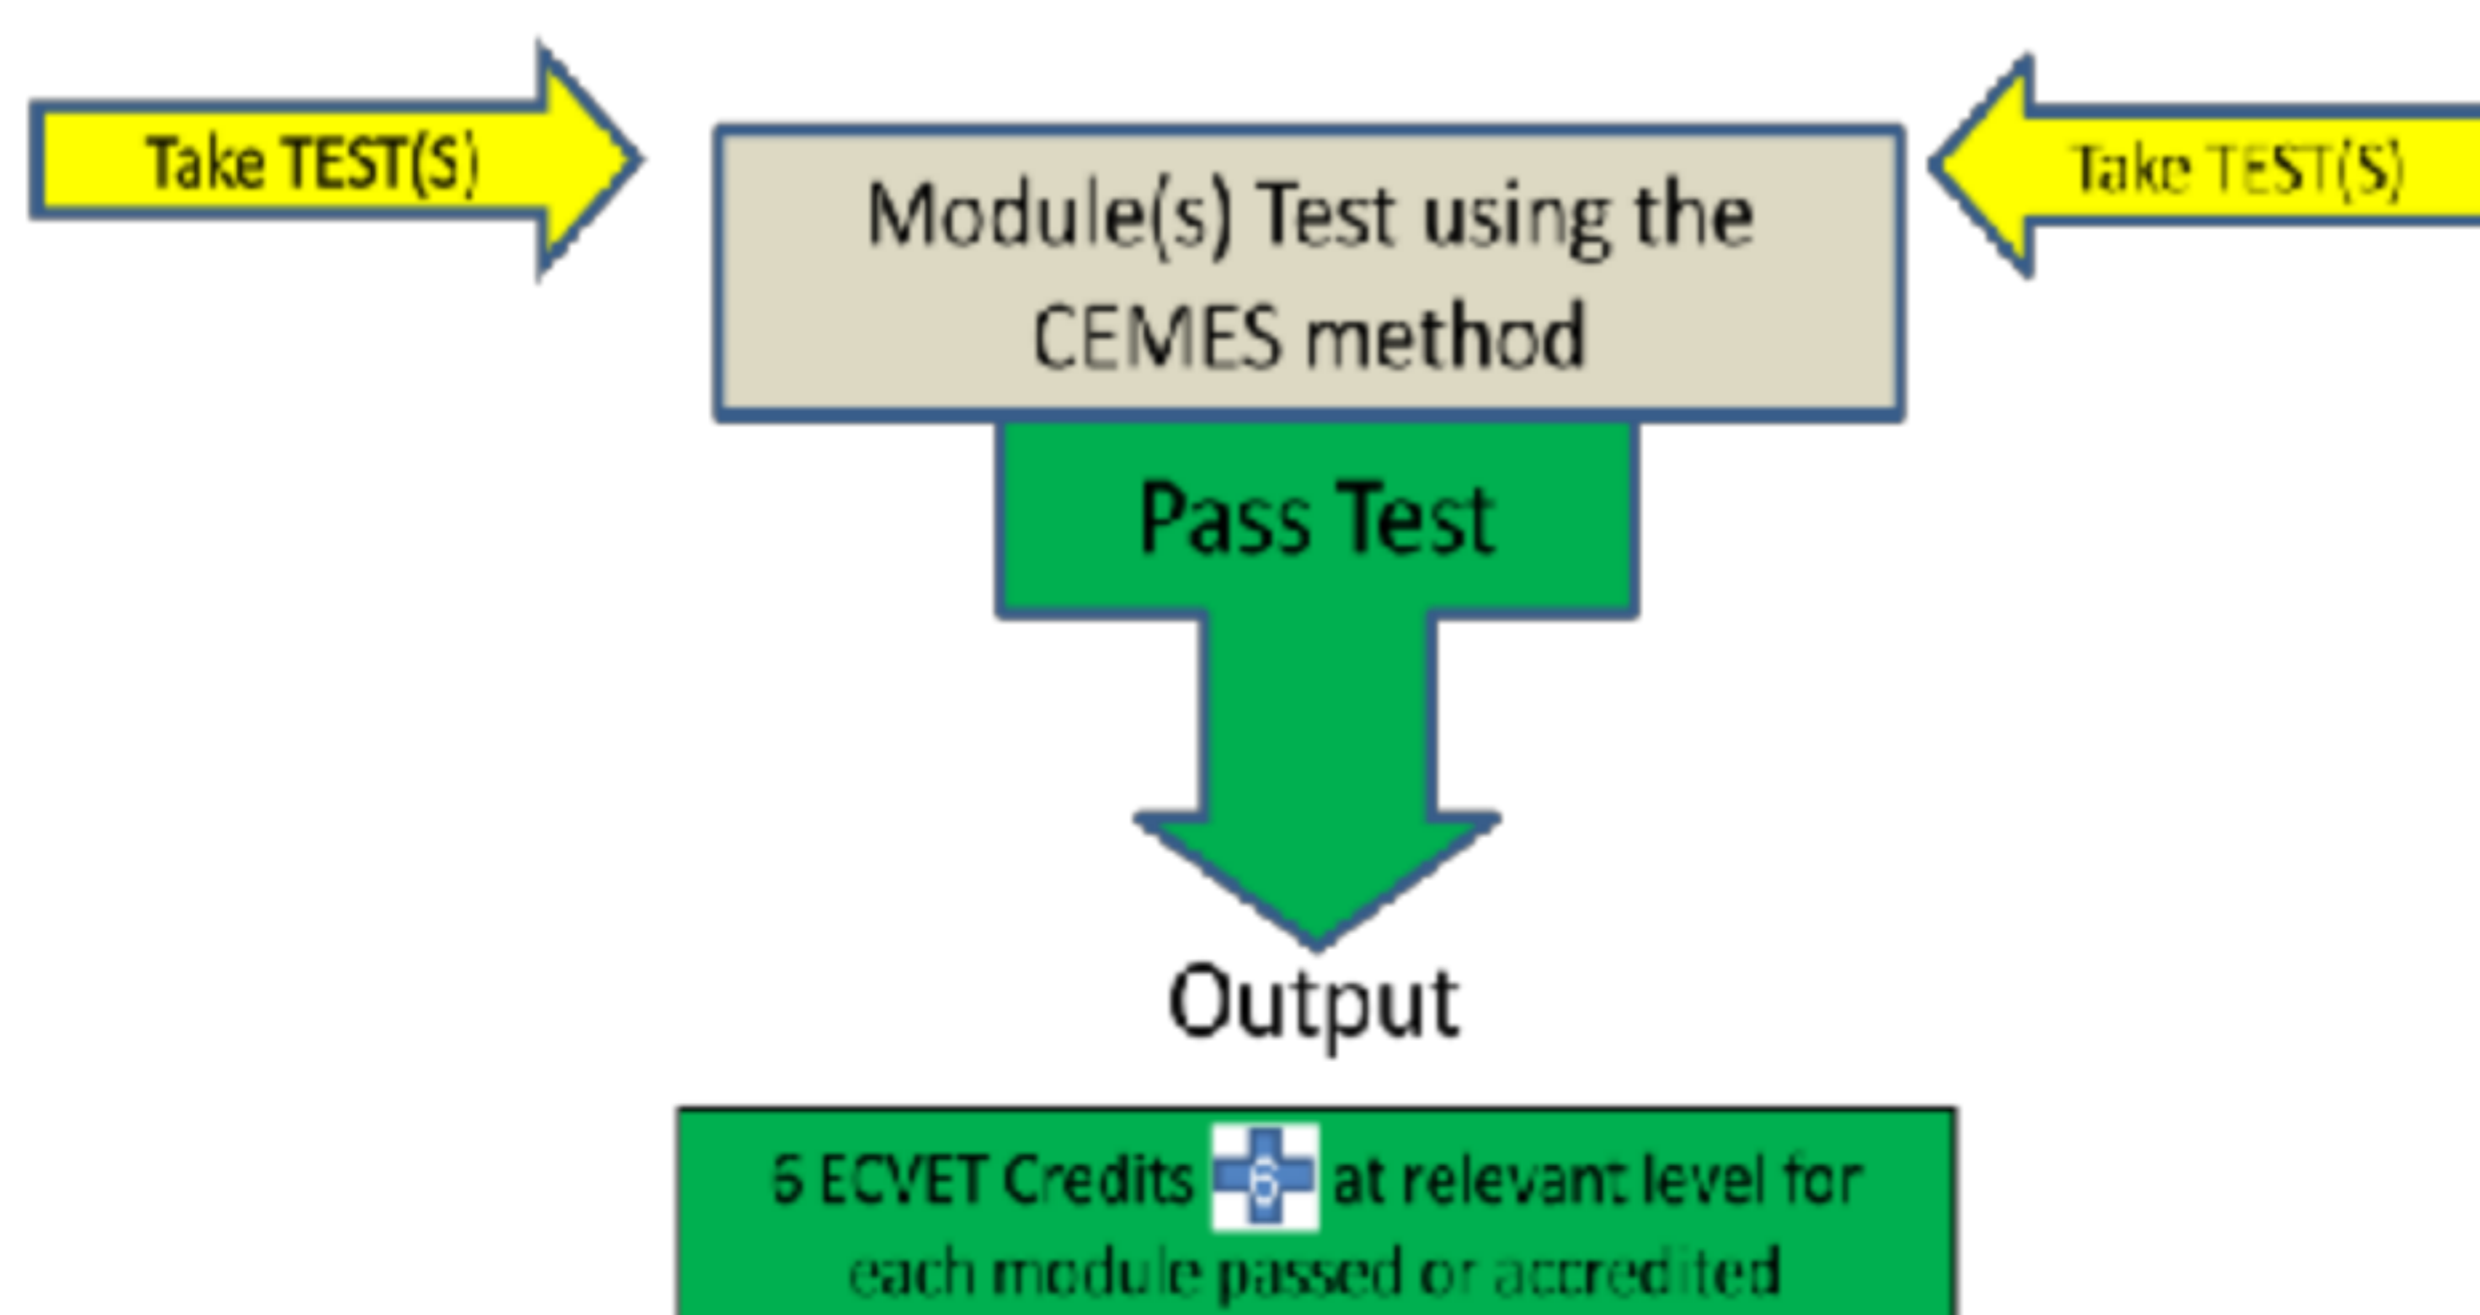 Take TEST(S)
Module(s) Test using the
CEMES method
Take TEST(S)
Pass Test
Output
ECVET Credits 6 at relevant level for
each module passed or accredited